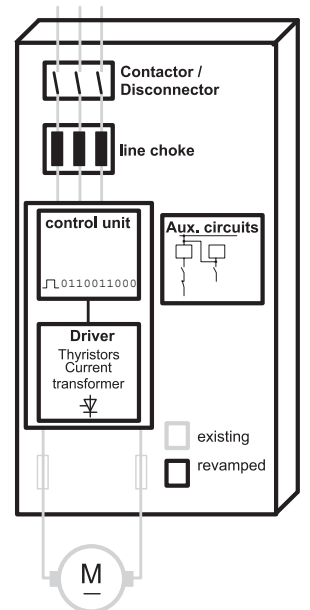 Contactor /
Disconnector
line choke
control unit
0110011000
Aux. circuits
Driver
Thyristors
Current
transformer
existing
revamped
M